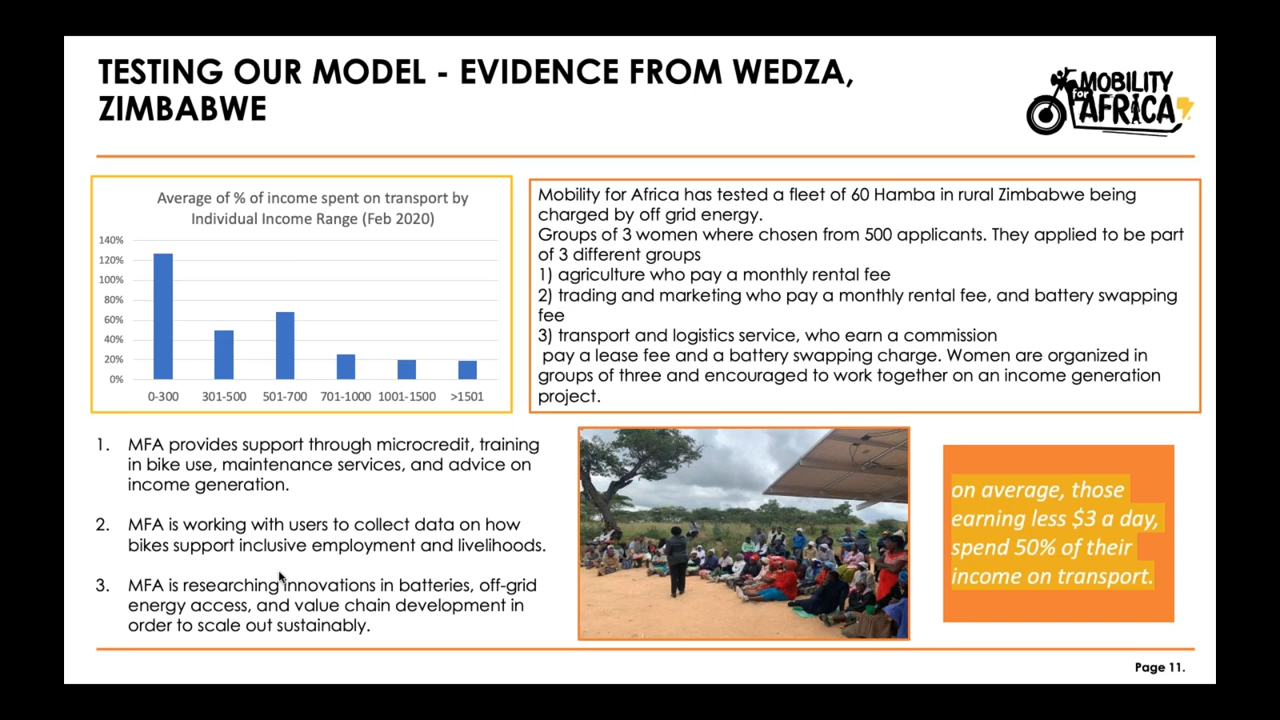 TESTING OUR MODEL - EVIDENCE FROM WEDZA,
ZIMBABWE
MOBILITY
for
AFRICA
Average of % of income spent on transport by
Individual Income Range (Feb 2020)
140%
120%
100%
80%
60%
40%
20%
0%
0-300 301-500 501-700 701-1000 1001-1500 >1501
Mobility for Africa has tested a fleet of 60 Hamba in rural Zimbabwe being
charged by off grid energy.
Groups of 3 women where chosen from 500 applicants. They applied to be part
of 3 different groups
1) agriculture who pay a monthly rental fee
2) trading and marketing who pay a monthly rental fee, and battery swapping
fee
3) transport and logistics service, who earn a commission
pay a lease fee and a battery swapping charge. Women are organized in
groups of three and encouraged to work together on an income generation
project.
1. MFA provides support through microcredit, training
in bike use, maintenance services, and advice on
income generation.
2. MFA is working with users to collect data on how
bikes support inclusive employment and livelihoods.
3. MFA is researching innovations in batteries, off-grid
energy access, and value chain development in
order to scale out sustainably.
on average, those
earning less $3 a day,
spend 50% of their
income on transport.
Page 11.